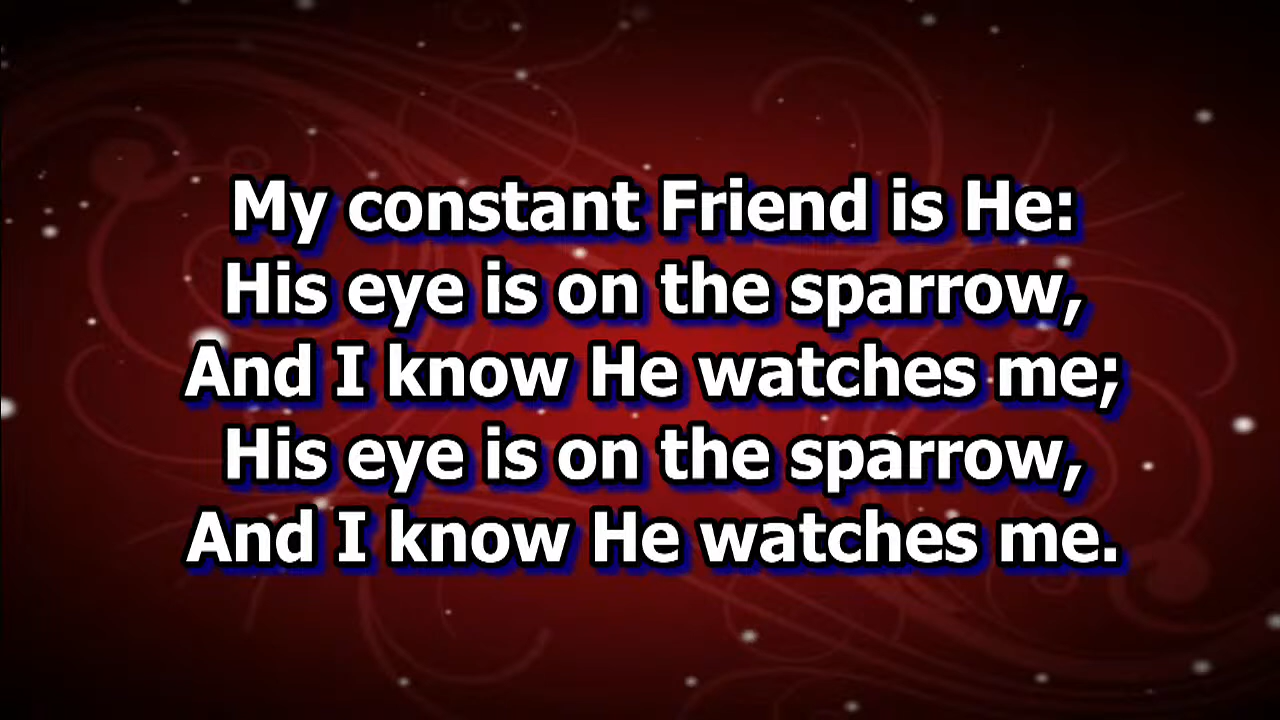 My constant Friend is He:
His eye is on the sparrow,
And I know He watches me;
His eye is on the sparrow,
And I know He watches me.